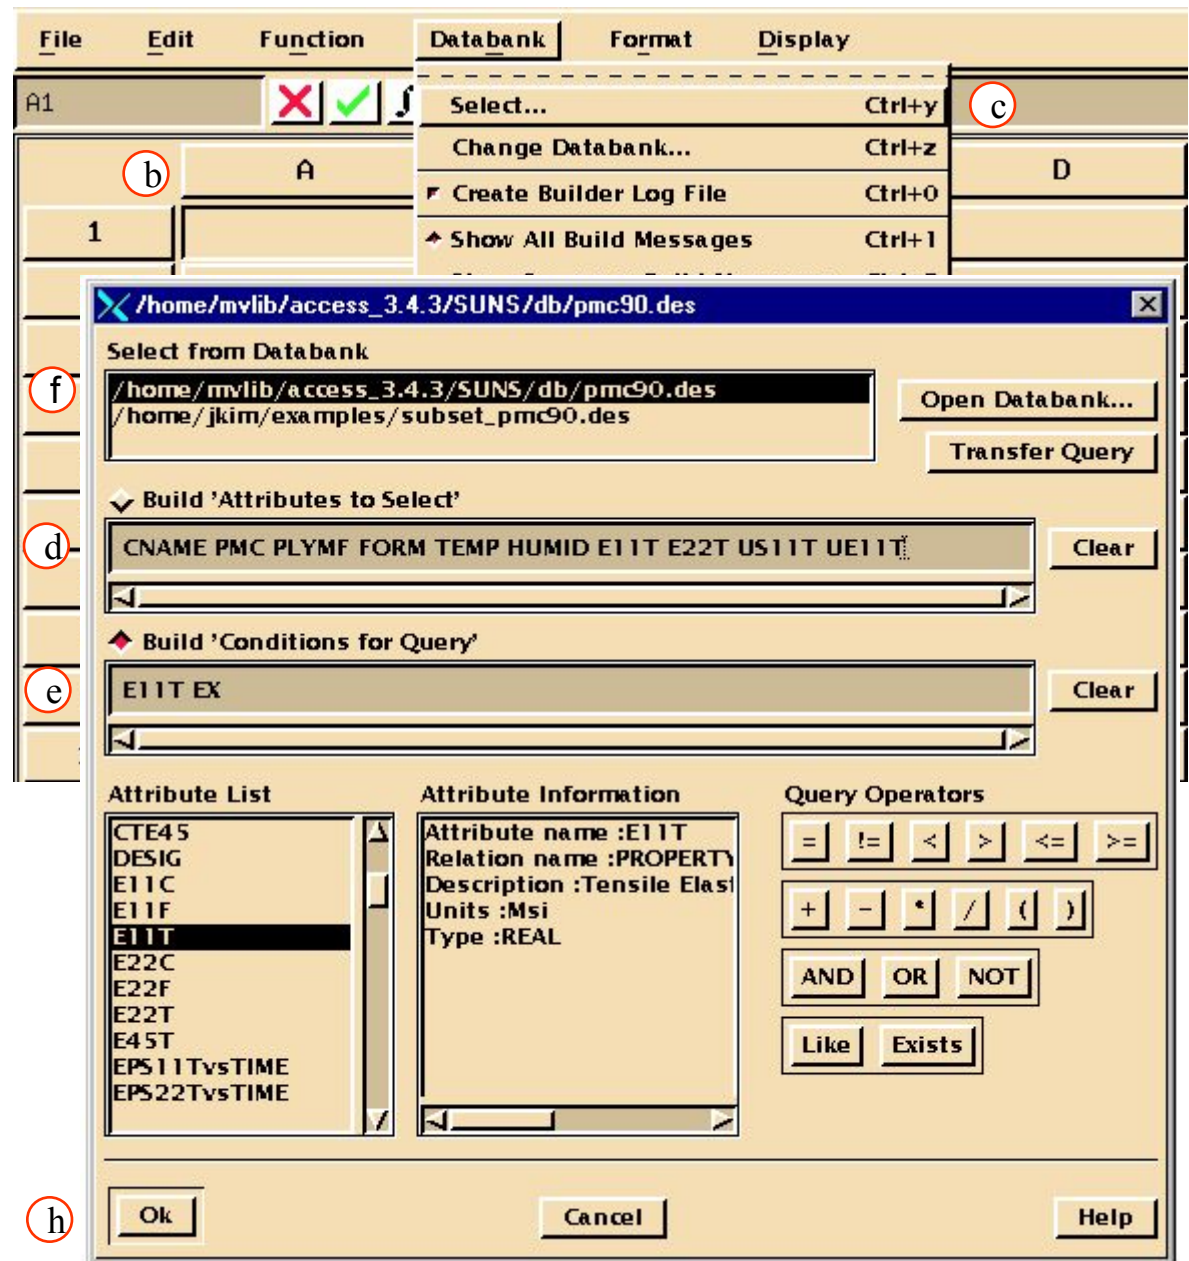 File Edit Function Databank Format Display
A1
Select... Ctrl+y
c
Change Databank... Ctrl+z
b
A
D
Create Builder Log File Ctrl+0
1
Show All Build Messages Ctrl+1
/home/mvlib/access_3.4.3/SUNS/db/pmc90.des
Select from Databank
f
/home/mvlib/access_3.4.3/SUNS/db/pmc90.des
/home/jkim/examples/subset_pmc90.des
Open Databank...
Transfer Query
Build 'Attributes to Select'
d
CNAME PMC PLYMF FORM TEMP HUMID E11T E22T US11T UE11T
Clear
Build 'Conditions for Query'
e
E11T EX
Clear
Attribute List
CTE45
DESIG
E11C
E11F
E11T
E22C
E22F
E22T
E45T
EPS11TvsTIME
EPS22TvsTIME
Attribute Information
Attribute name :E11T
Relation name :PROPERTY
Description :Tensile Elast
Units :Msi
Type :REAL
Query Operators
= != < > <= >=
+ - * / ( )
AND OR NOT
Like Exists
h
Ok Cancel Help